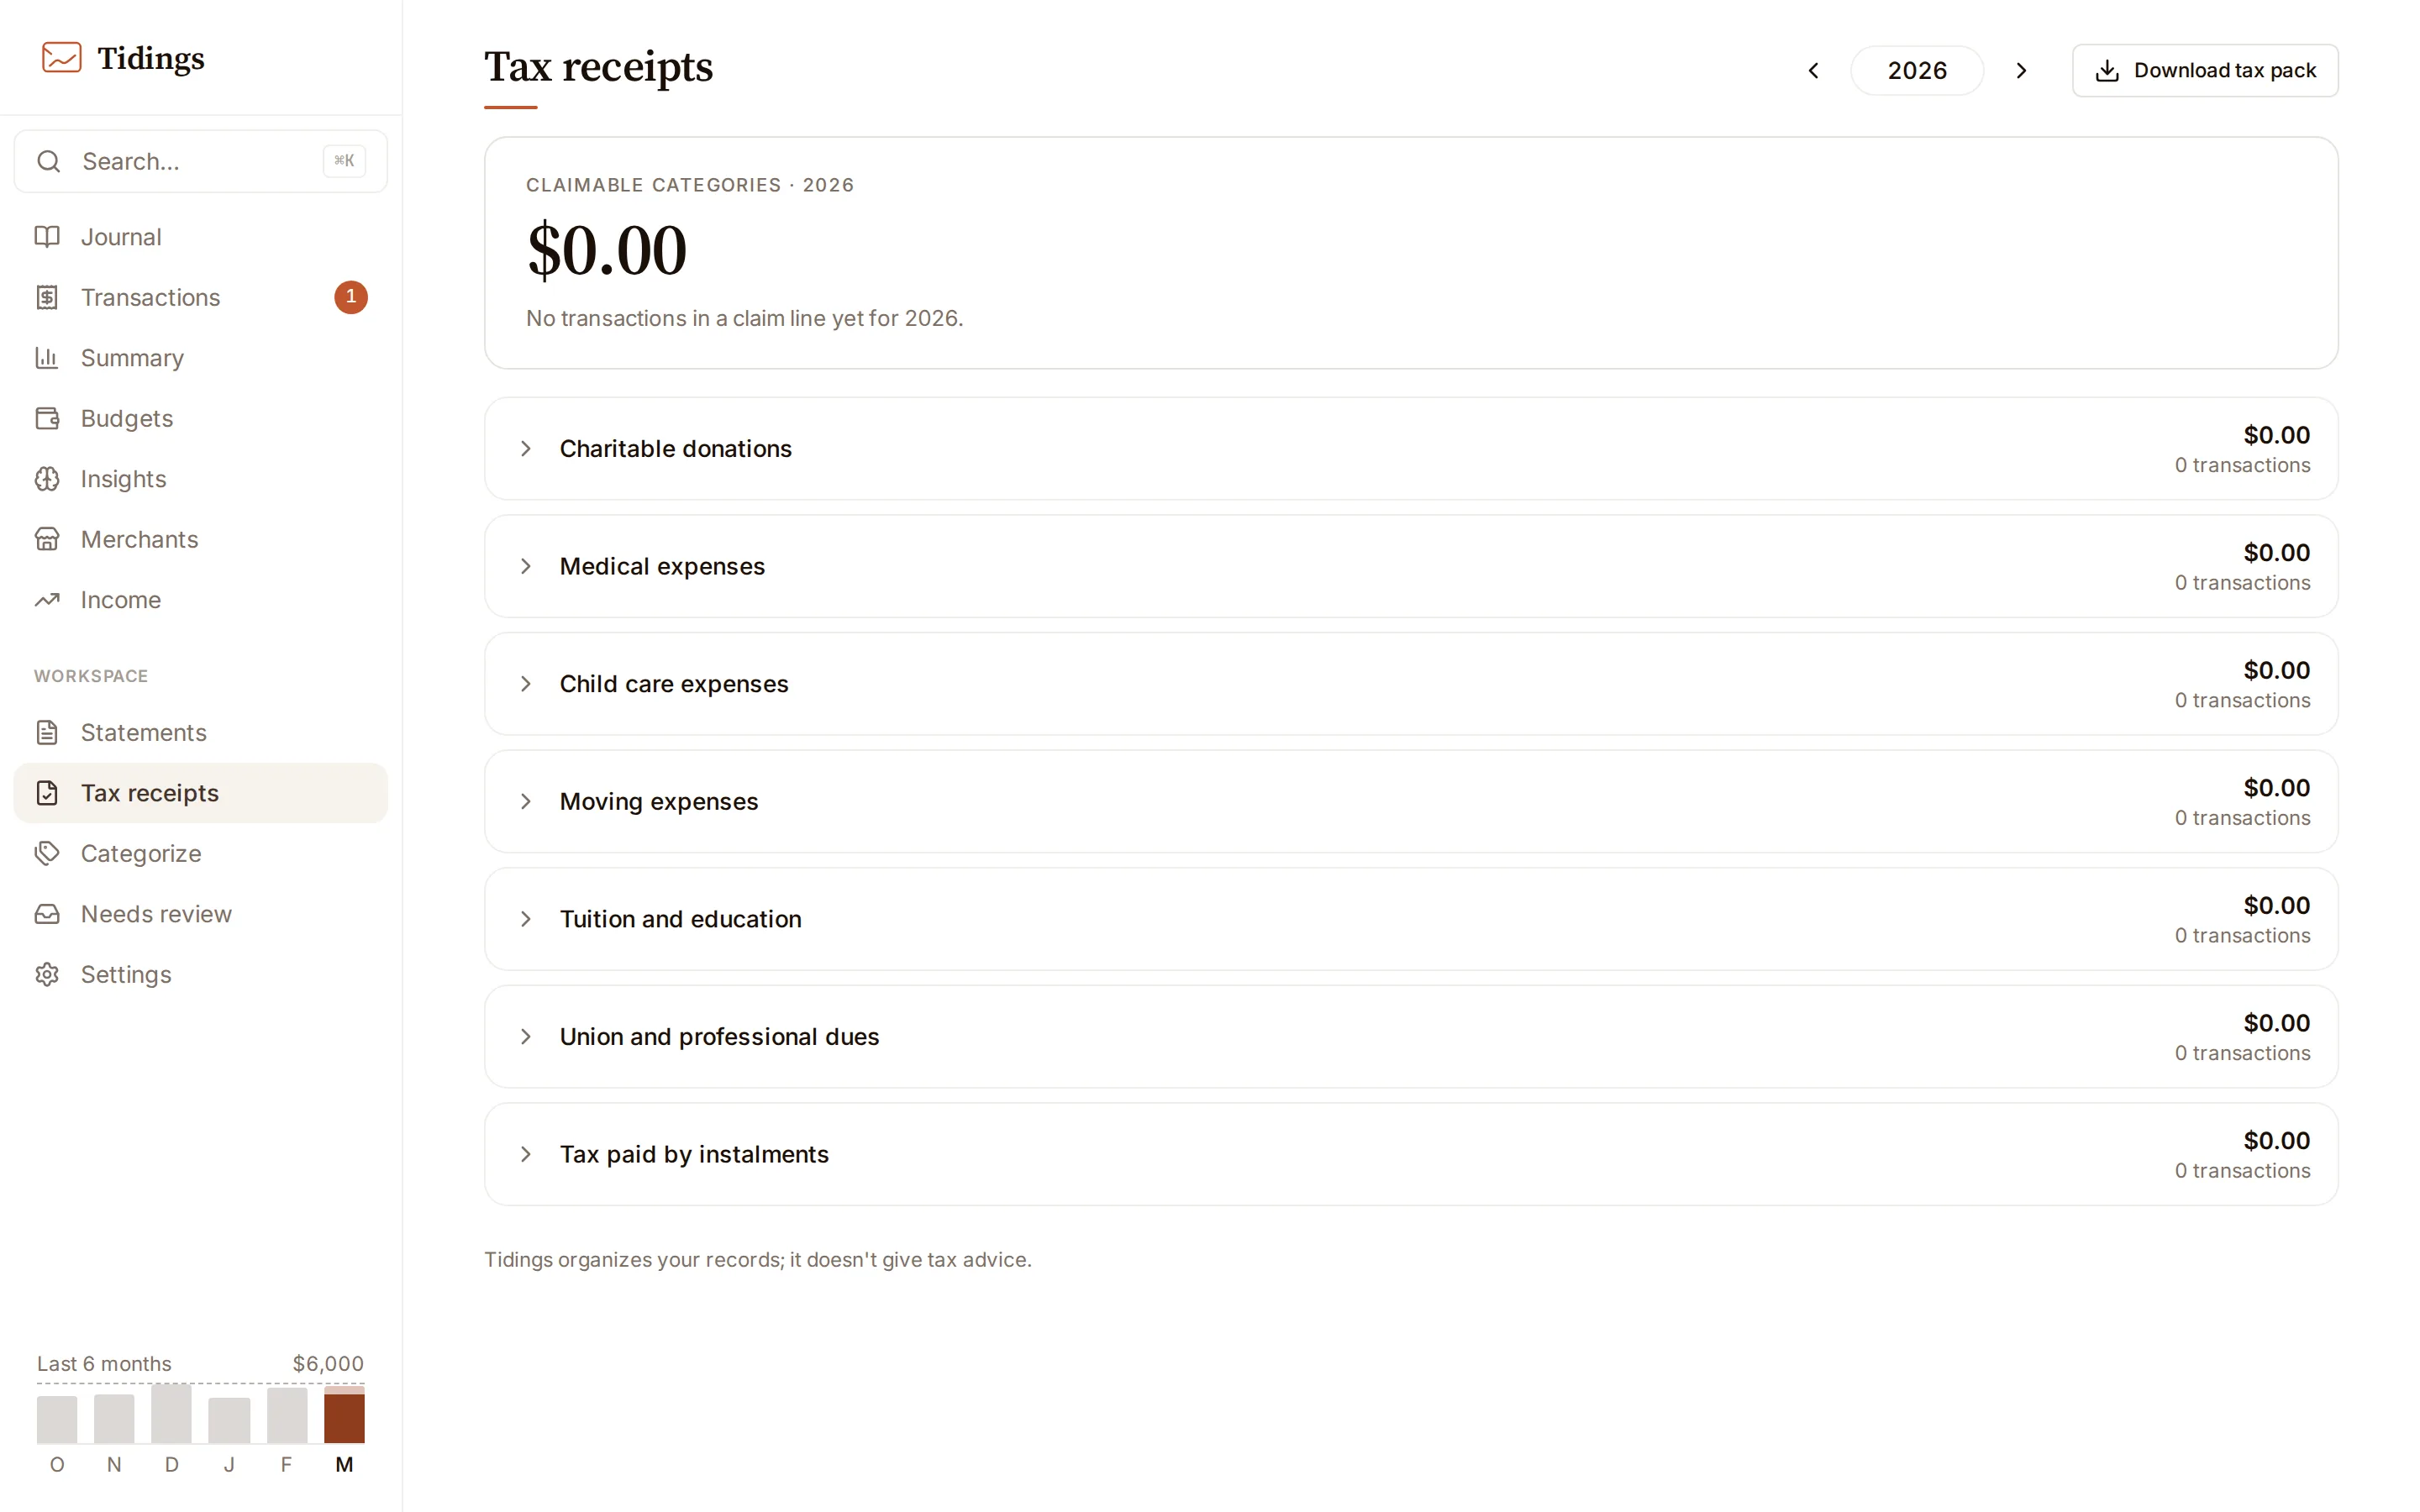 Tidings
Search...
⌘K
Journal
Transactions
1
Summary
Budgets
Insights
Merchants
Income
WORKSPACE
Statements
Tax receipts
Categorize
Needs review
Settings
Last 6 months
$6,000
O N D J F M
Tax receipts
2026
Download tax pack
CLAIMABLE CATEGORIES · 2026
$0.00
No transactions in a claim line yet for 2026.
Charitable donations
$0.00
0 transactions
Medical expenses
$0.00
0 transactions
Child care expenses
$0.00
0 transactions
Moving expenses
$0.00
0 transactions
Tuition and education
$0.00
0 transactions
Union and professional dues
$0.00
0 transactions
Tax paid by instalments
$0.00
0 transactions
Tidings organizes your records; it doesn't give tax advice.